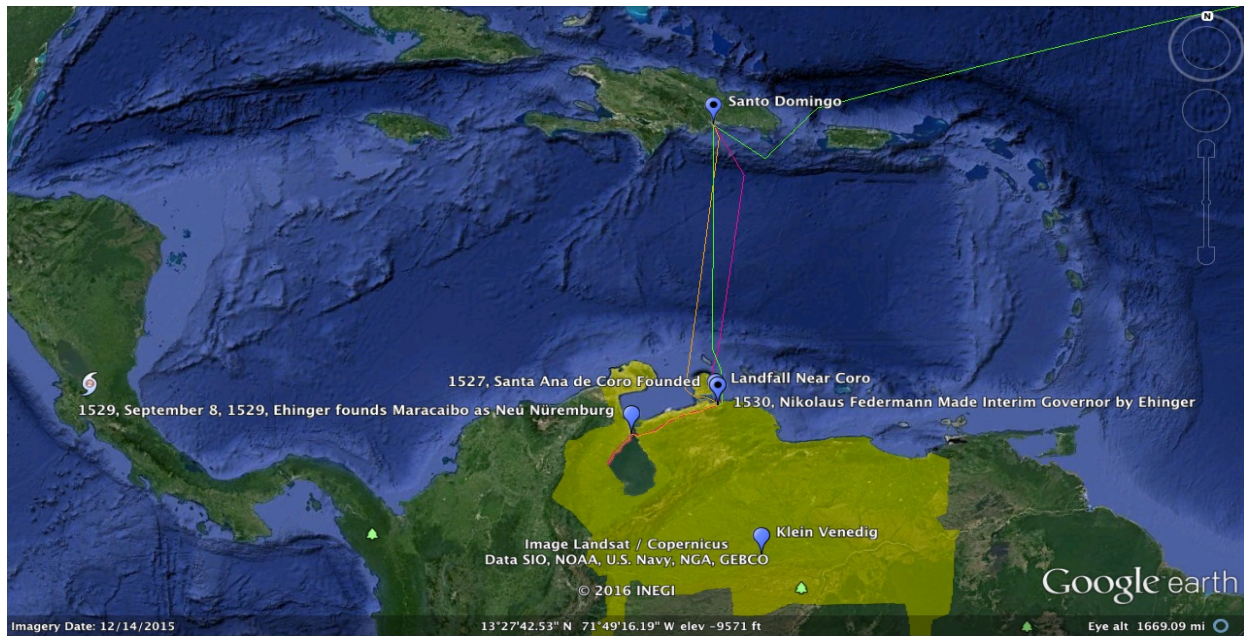 N
Santo Domingo
1527, Santa Ana de Coro Founded
Landfall Near Coro
1530, Nikolaus Federmann Made Interim Governor by Ehinger
1529, September 8, 1529, Ehinger founds Maracaibo as Neú Nüremburg
Klein Venedig
Image Landsat / Copernicus
Data SIO, NOAA, U.S. Navy, NGA, GEBCO
© 2016 INEGI
Google earth
Imagery Date: 12/14/2015
13°27'42.53" N 71°49'16.19" W elev -9571 ft
Eye alt 1669.09 mi